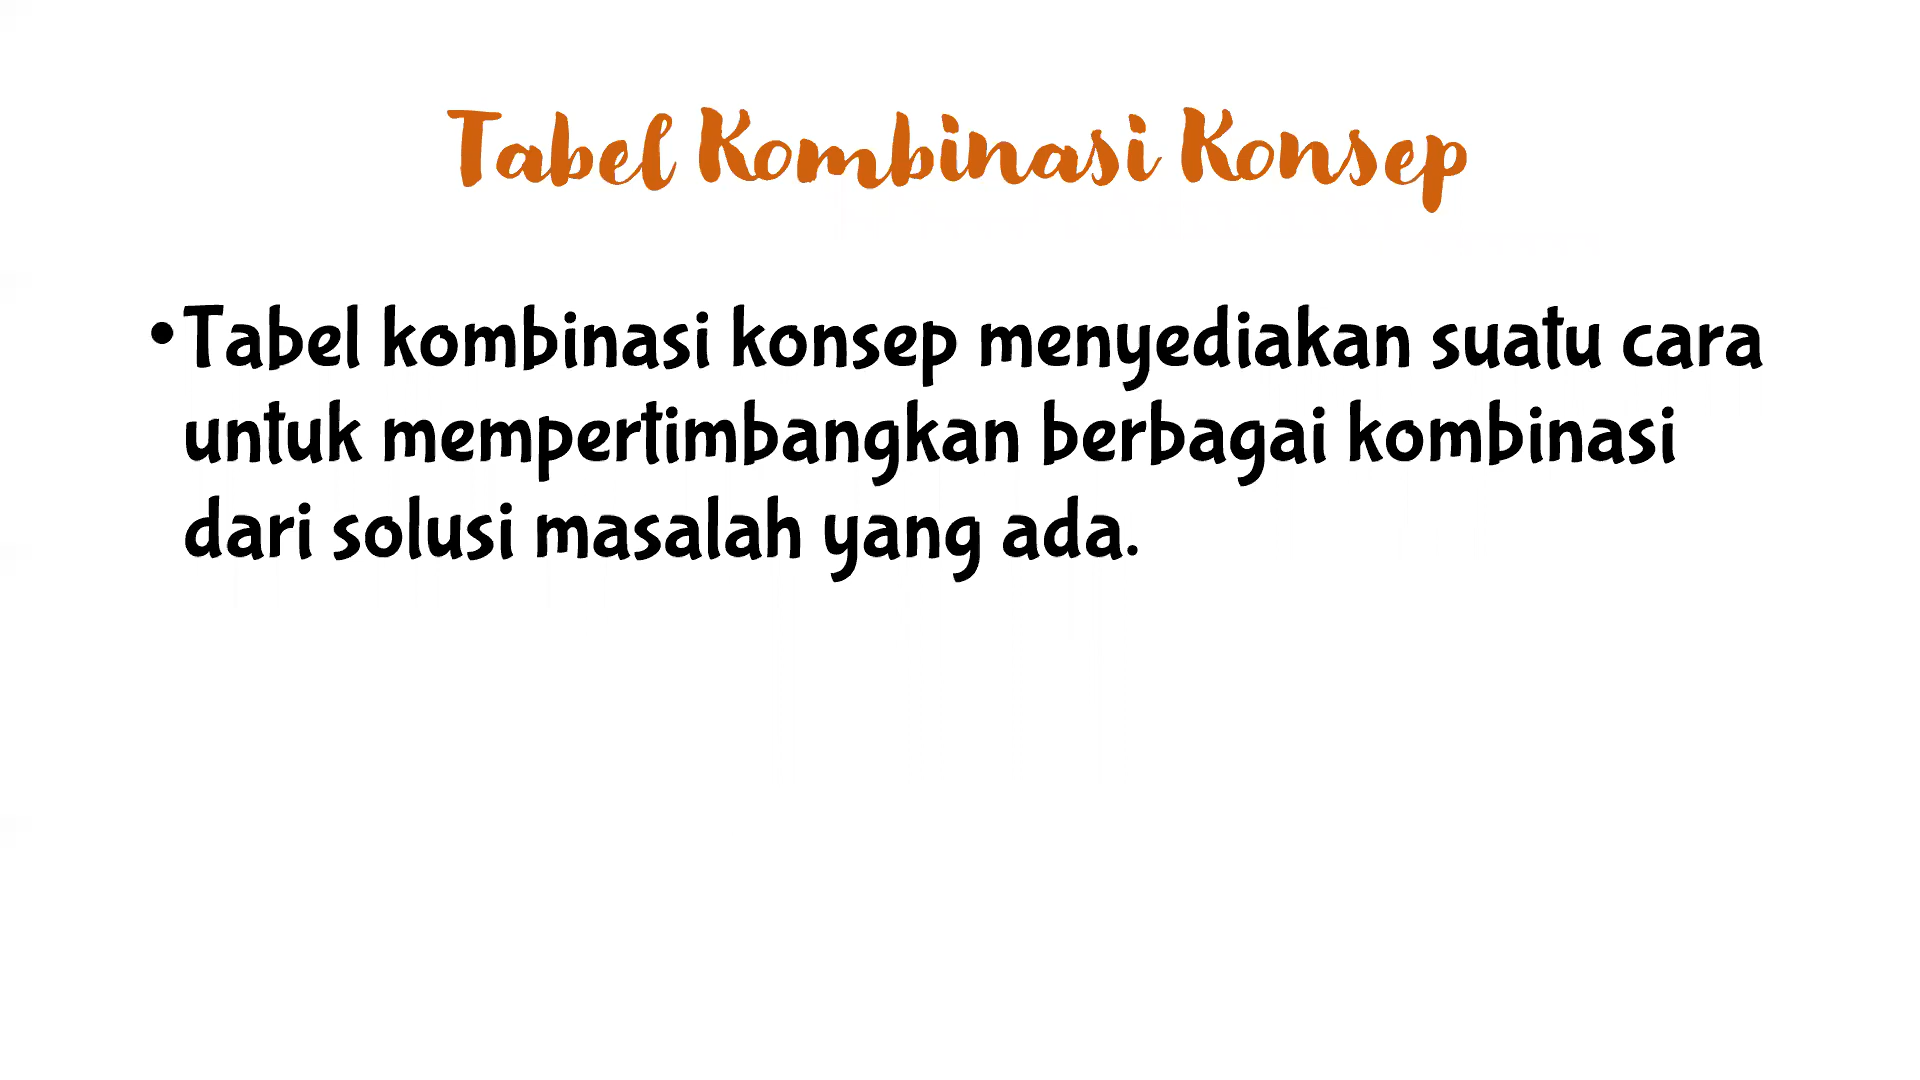 Tabel Kombinasi Konsep
•Tabel kombinasi konsep menyediakan suatu cara
untuk mempertimbangkan berbagai kombinasi
dari solusi masalah yang ada.